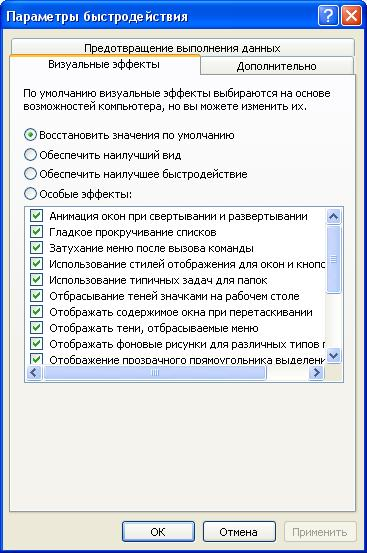 Параметры быстродействия
Предотвращение выполнения данных
Визуальные эффекты
Дополнительно
По умолчанию визуальные эффекты выбираются на основе
возможностей компьютера, но вы можете изменить их.
Восстановить значения по умолчанию
Обеспечить наилучший вид
Обеспечить наилучшее быстродействие
Особые эффекты:
Анимация окон при свертывании и развертывании
Гладкое прокручивание списков
Затухание меню после вызова команды
Использование стилей отображения для окон и кнопо
Использование типичных задач для папок
Отбрасывание теней значками на рабочем столе
Отображать содержимое окна при перетаскивании
Отображать тени, отбрасываемые меню
Отображать фоновые рисунки для различных типов п
Отображение прозрачного прямоугольника выделени
ОК
Отмена
Применить